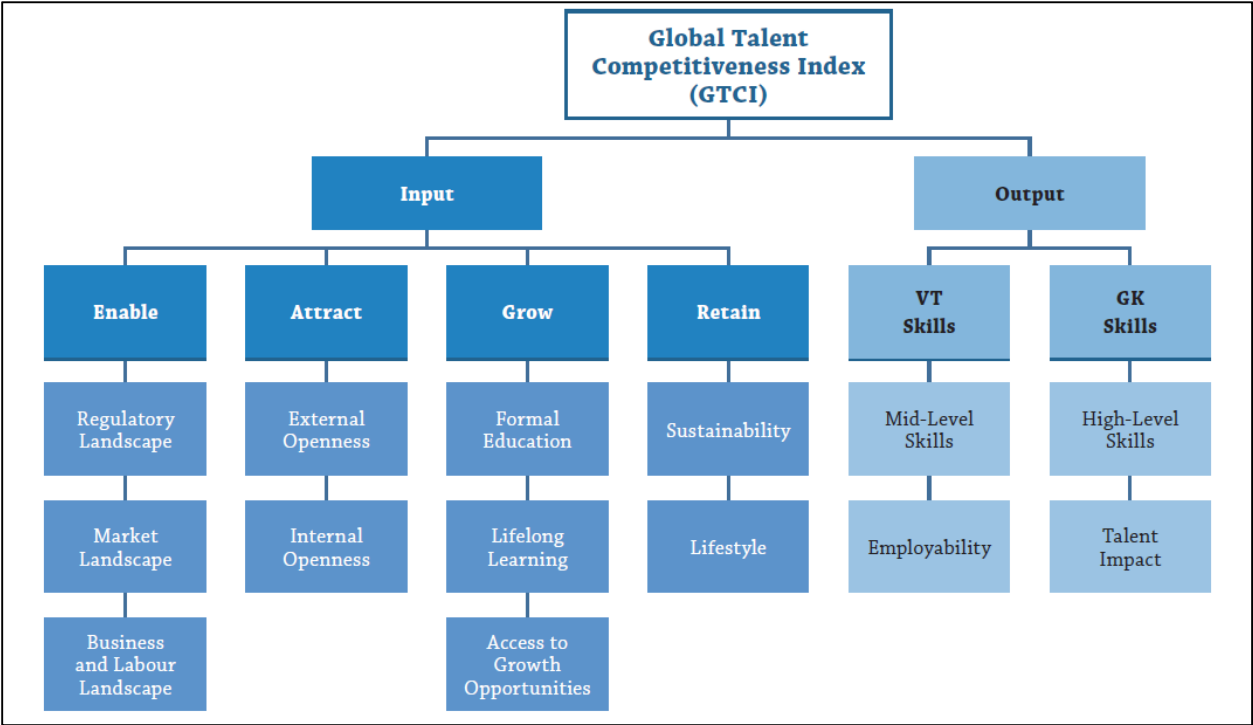 Global Talent
Competitiveness Index
(GTCI)
Input
Output
Enable
Attract
Grow
Retain
VT
Skills
GK
Skills
Regulatory
Landscape
External
Openness
Formal
Education
Sustainability
Mid-Level
Skills
High-Level
Skills
Market
Landscape
Internal
Openness
Lifelong
Learning
Lifestyle
Employability
Talent
Impact
Business
and Labour
Landscape
Access to
Growth
Opportunities